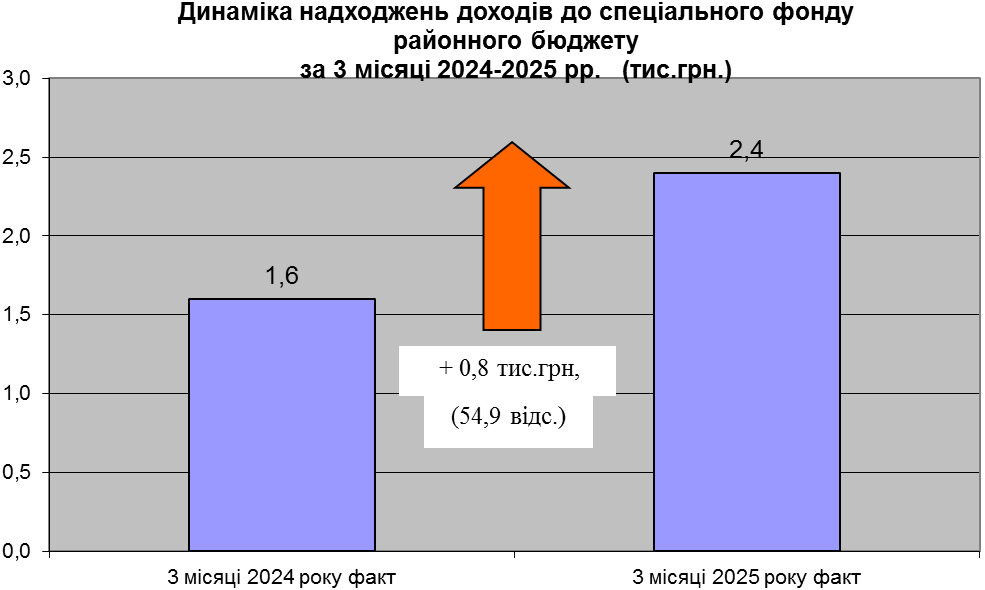 Динаміка надходжень доходів до спеціального фонду
районного бюджету
за 3 місяці 2024-2025 рр. (тис.грн.)
3,0
2,5
2,0
1,5
1,0
0,5
0,0
1,6
2,4
+ 0,8 тис.грн,
(54,9 відс.)
3 місяці 2024 року факт
3 місяці 2025 року факт